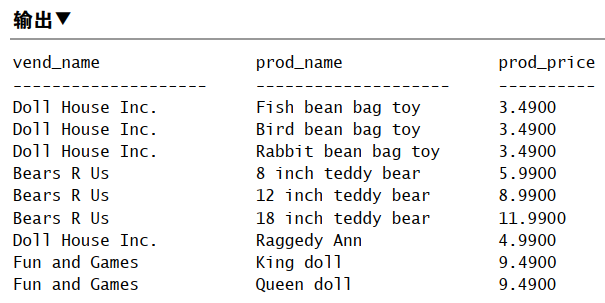 输出▼
vend_name prod_name prod_price
-------------------- -------------------- ----------
Doll House Inc. Fish bean bag toy 3.4900
Doll House Inc. Bird bean bag toy 3.4900
Doll House Inc. Rabbit bean bag toy 3.4900
Bears R Us 8 inch teddy bear 5.9900
Bears R Us 12 inch teddy bear 8.9900
Bears R Us 18 inch teddy bear 11.9900
Doll House Inc. Raggedy Ann 4.9900
Fun and Games King doll 9.4900
Fun and Games Queen doll 9.4900